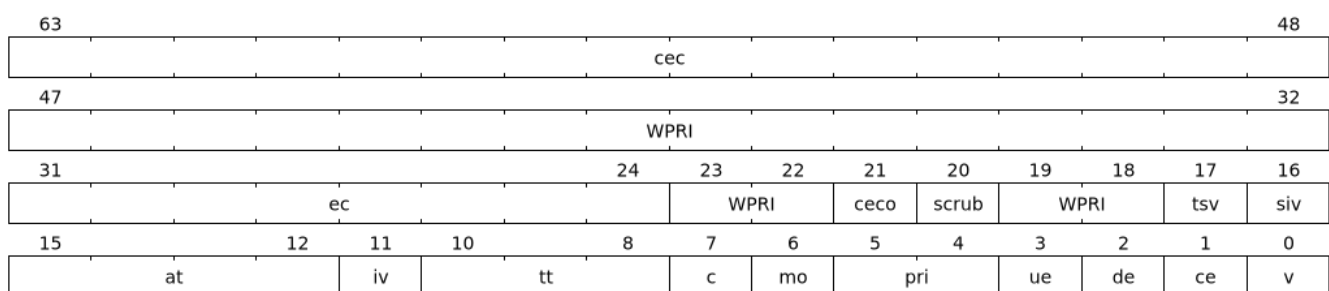 63 48
cec
47 32
WPRI
31 24 23 22 21 20 19 18 17 16
ec WPRI ceco scrub WPRI tsv siv
15 12 11 10 8 7 6 5 4 3 2 1 0
at iv tt c mo pri ue de ce v